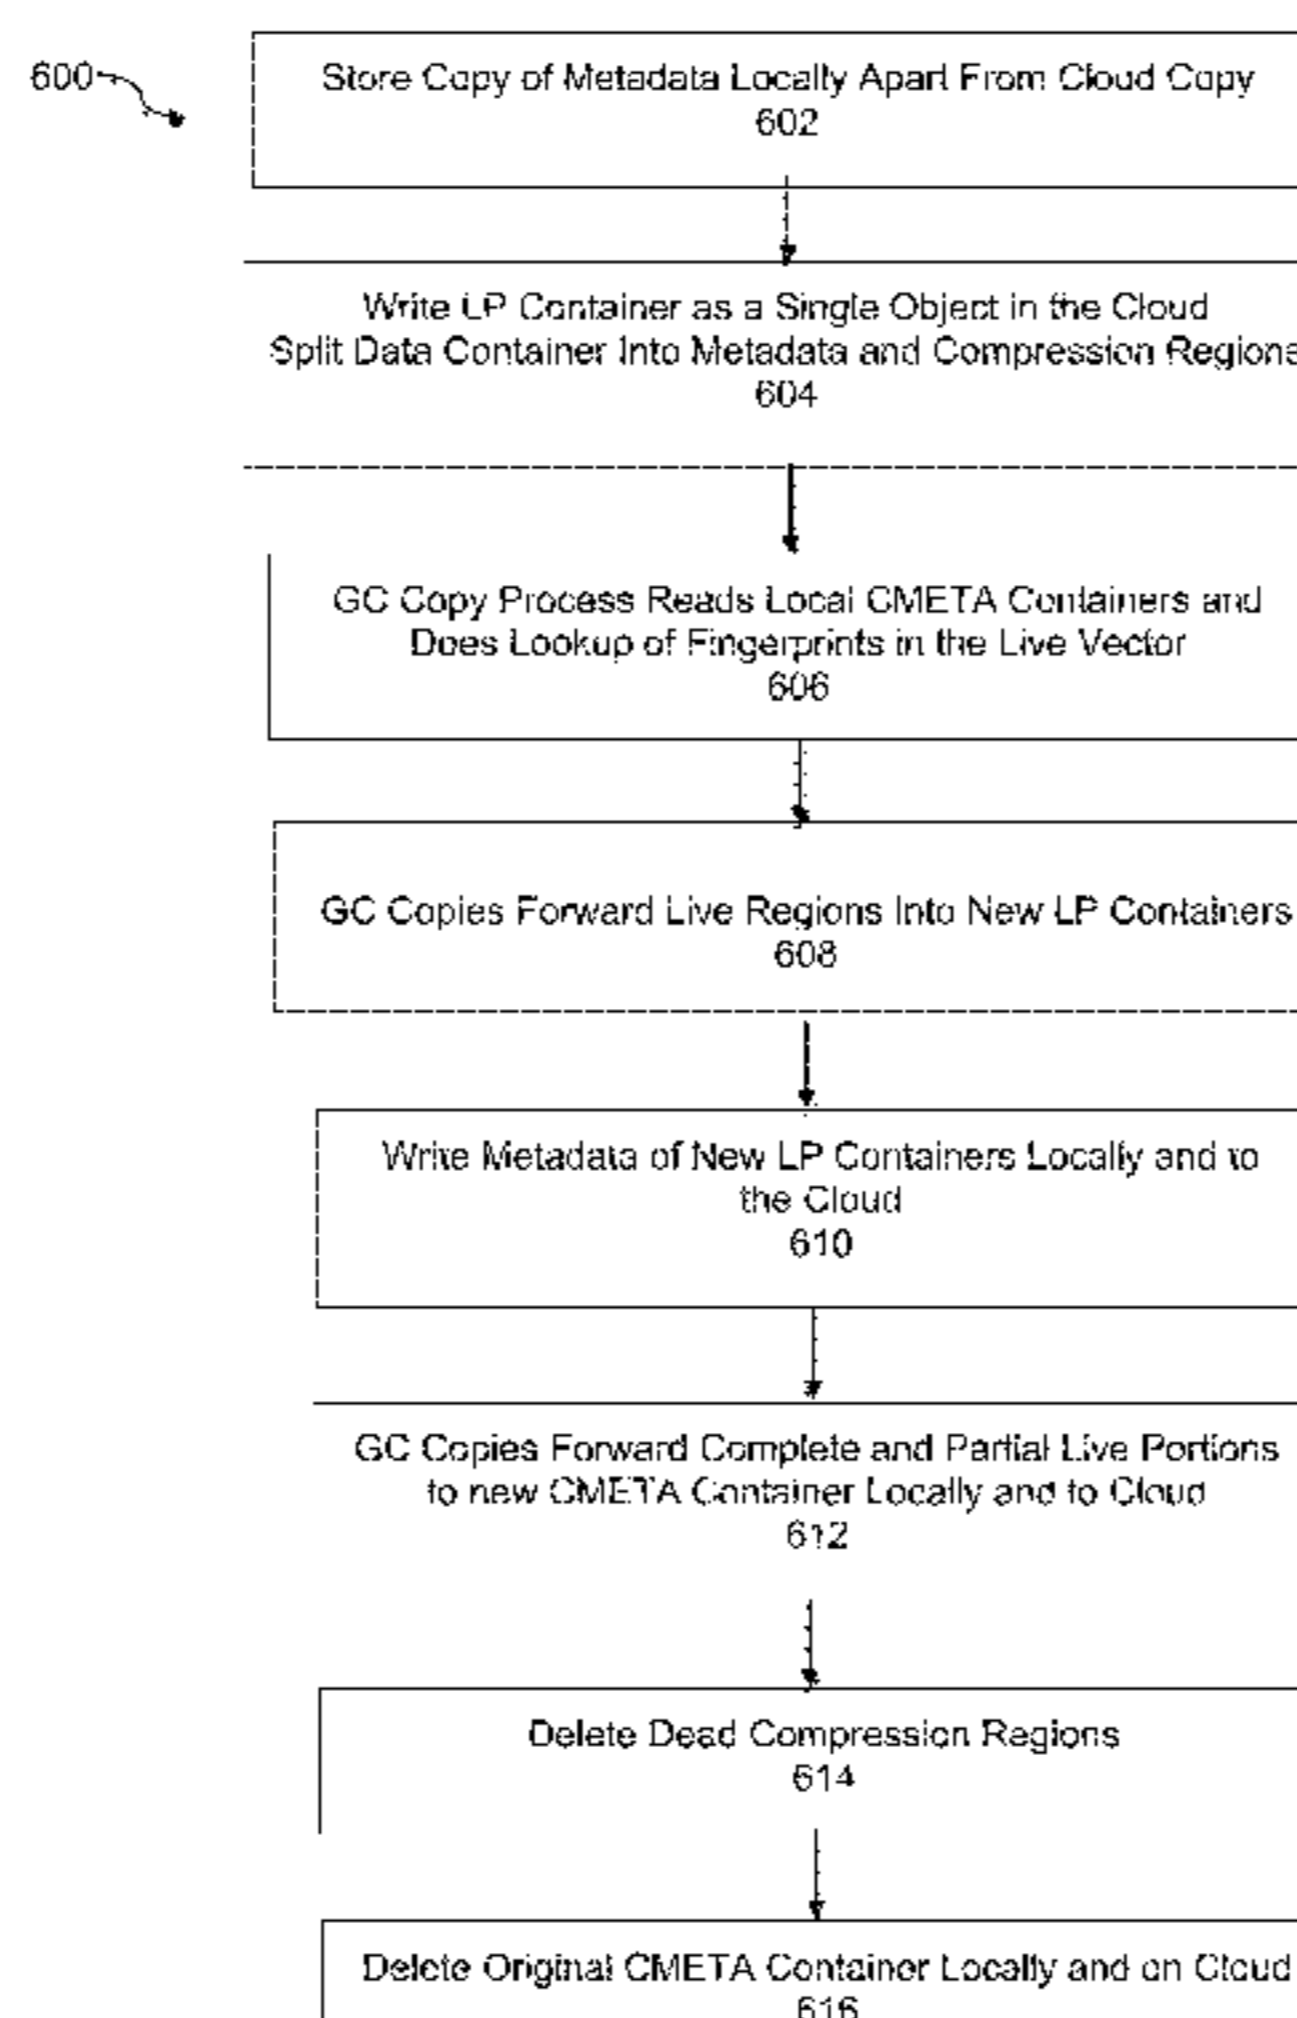 600
Store Copy of Metadata Locally Apart From Cloud Copy
602
Write LP Container as a Single Object in the Cloud
Split Data Container Into Metadata and Compression Regions
604
GC Copy Process Reads Local CMETA Containers and
Does Lookup of Fingerprints in the Live Vector
606
GC Copies Forward Live Regions Into New LP Containers
608
Write Metadata of New LP Containers Locally and to
the Cloud
610
GC Copies Forward Complete and Partial Live Portions
to new CMETA Container Locally and to Cloud
612
Delete Dead Compression Regions
614
Delete Original CMETA Container Locally and on Cloud
616